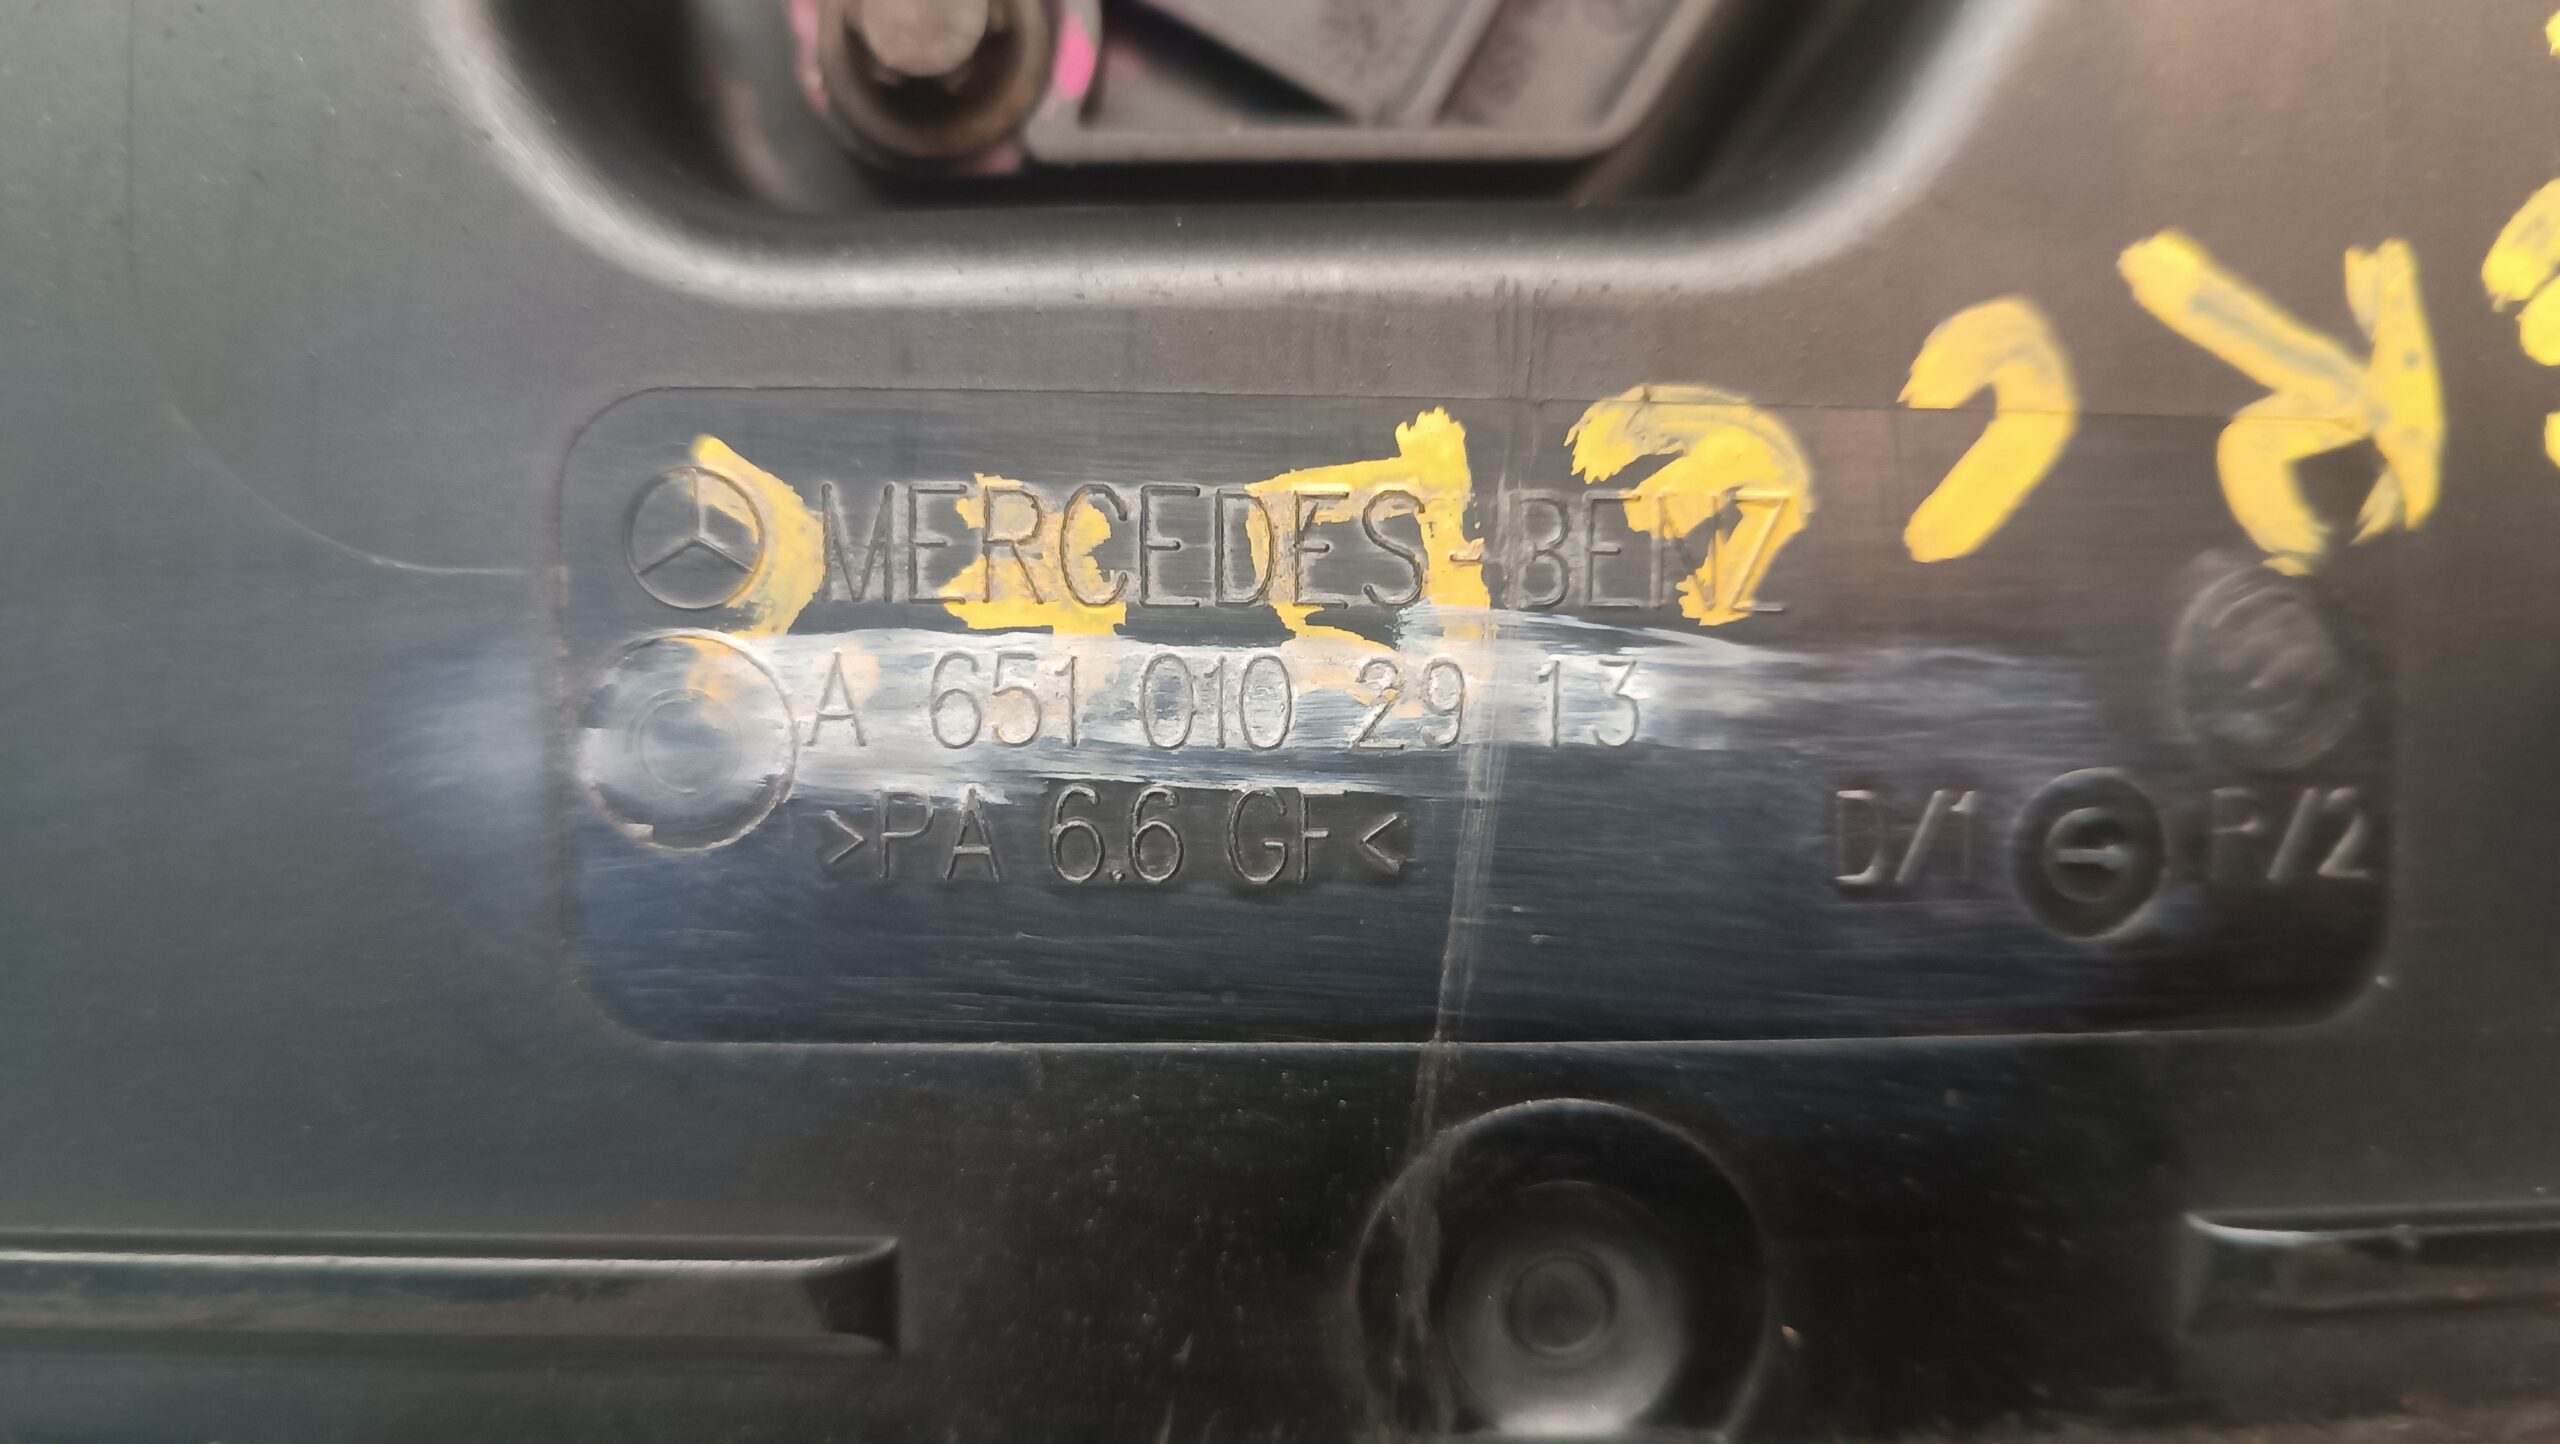 MERCEDES-BENZ
A 651 010 29 13
>PA 6.6 GF<
D/1 P/2